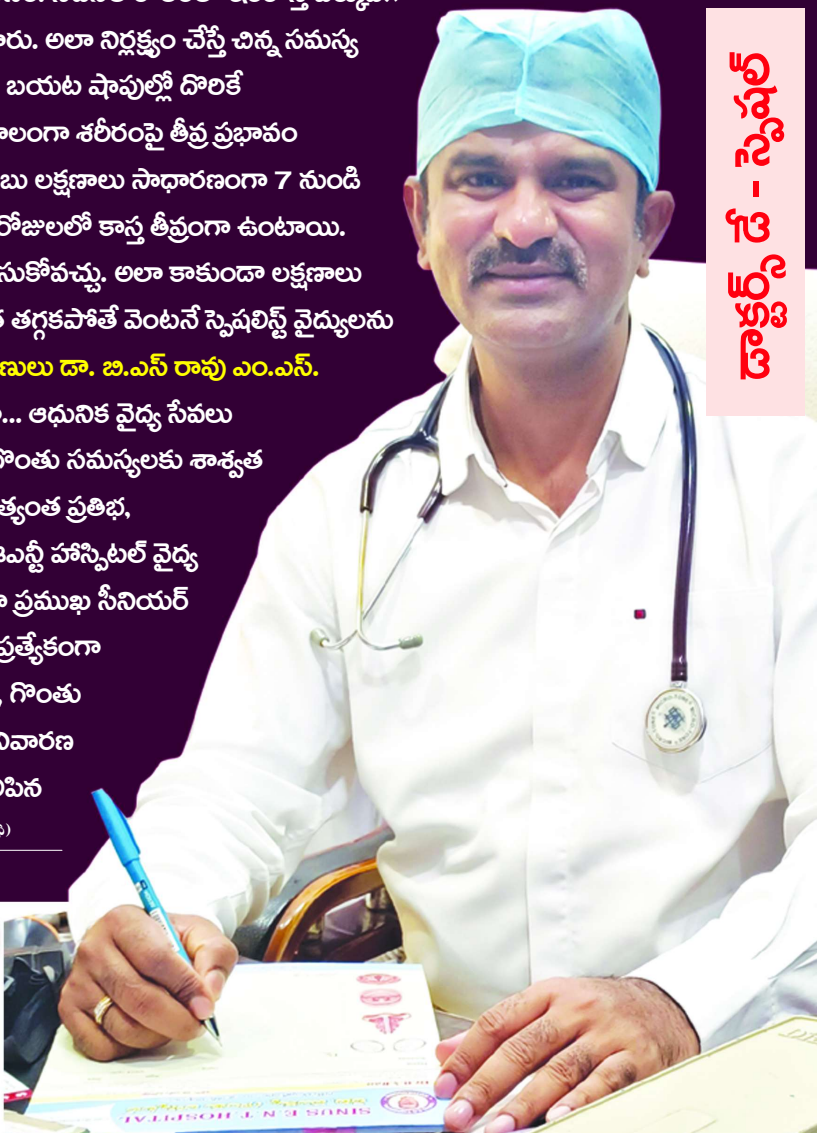 రు. అలా నిర్లక్ష్యం చేస్తే చిన్న సమస్య
బయట షాపుల్లో దొరికే
శరీరంపై తీవ్ర ప్రభావం
లక్షణాలు సాధారణంగా 7 నుండి
రోజులలో కాస్త తీవ్రంగా ఉంటాయి.
సుకోవచ్చు. అలా కాకుండా లక్షణాలు
తగ్గకపోతే వెంటనే స్పెషలిస్ట్ వైద్యులను
ణులు డా. బి.ఎస్ రావు ఎం.ఎస్.
... ఆధునిక వైద్య సేవలు
గొంతు సమస్యలకు శాశ్వత
త్యంత ప్రతిభ,
ఇఎన్టీ హాస్పిటల్ వైద్య
ప్రముఖ సీనియర్
ప్రత్యేకంగా
, గొంతు
నివారణ
పిన
డాక్టర్స్ డే - స్పెషల్
SINUS E N T HOSPITAL